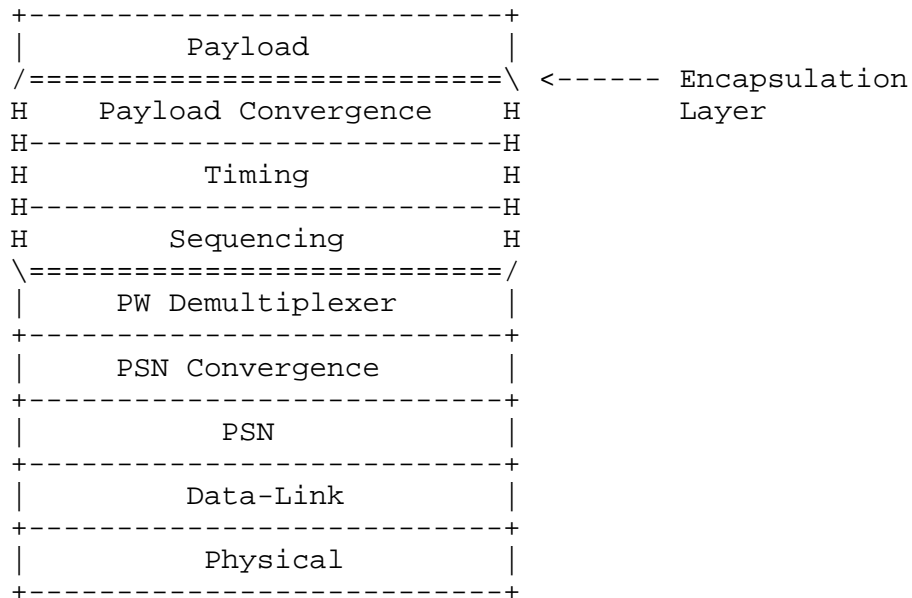 Payload
<------ Encapsulation
Payload Convergence Layer
Timing
Sequencing
PW Demultiplexer
PSN Convergence
PSN
Data-Link
Physical